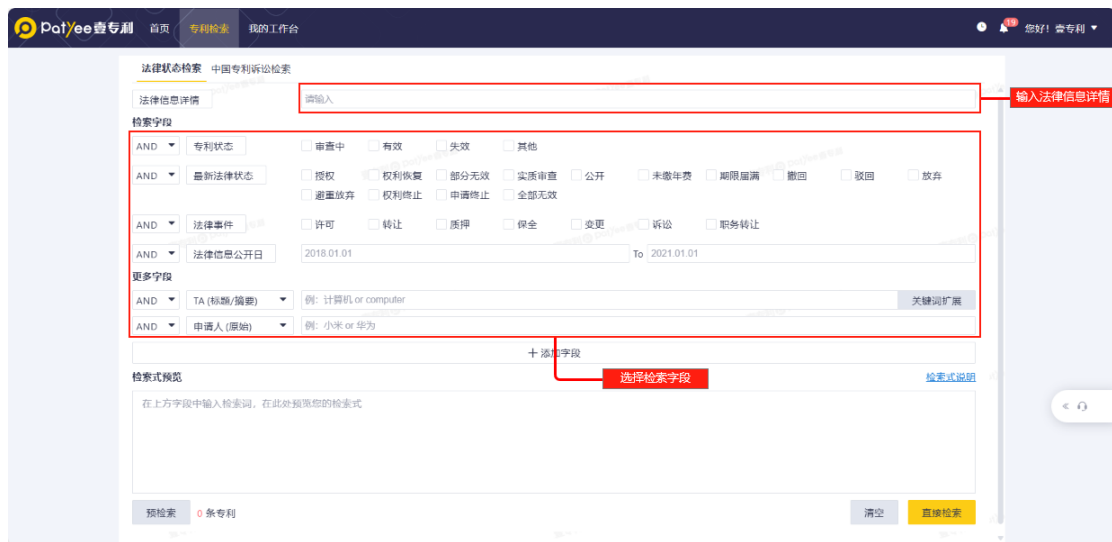 PatYee壹专利 首页 专利检索 我的工作台 19 您好！壹专利
法律状态检索 中国专利诉讼检索
法律信息详情 请输入 输入法律信息详情
检索字段
AND 专利状态 审查中 有效 失效 其他
AND 最新法律状态 授权 权利恢复 部分无效 实质审查 公开 未缴年费 期限届满 撤回 驳回 放弃
避重放弃 权利终止 申请终止 全部无效
AND 法律事件 许可 转让 质押 保全 变更 诉讼 职务转让
AND 法律信息公开日 2018.01.01 To 2021.01.01
更多字段
AND TA (标题/摘要) 例：计算机 or computer 关键词扩展
AND 申请人 (原始) 例：小米 or 华为
＋添加字段
选择检索字段
检索式预览 检索式说明
在上方字段中输入检索词，在此处预览您的检索式
预检索 0 条专利 清空 直接检索